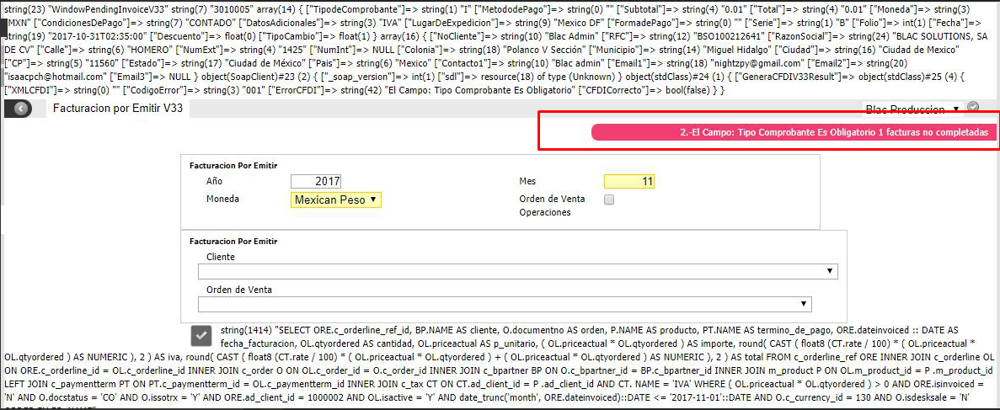 string(23) "WindowPendingInvoiceV33" string(7) "3010005" array(14) { ["TipodeComprobante"]=> string(1) "I" ["MetododePago"]=> string(0) "" ["Subtotal"]=> string(4) "0.01" ["Total"]=> string(4) "0.01" ["Moneda"]=> string(3)
"MXN" ["CondicionesDePago"]=> string(7) "CONTADO" ["DatosAdicionales"]=> string(3) "IVA" ["LugarDeExpedicion"]=> string(9) "Mexico DF" ["FormadePago"]=> string(0) "" ["Serie"]=> string(1) "B" ["Folio"]=> int(1) ["Fecha"]=>
string(19) "2017-10-31T02:35:00" ["Descuento"]=> float(0) ["TipoCambio"]=> float(1) } array(16) { ["NoCliente"]=> string(10) "Blac Admin" ["RFC"]=> string(12) "BSO100212641" ["RazonSocial"]=> string(24) "BLAC SOLUTIONS, SA
DE CV" ["Calle"]=> string(6) "HOMERO" ["NumExt"]=> string(4) "1425" ["NumInt"]=> NULL ["Colonia"]=> string(18) "Polanco V Sección" ["Municipio"]=> string(14) "Miguel Hidalgo" ["Ciudad"]=> string(16) "Ciudad de Mexico"
["CP"]=> string(5) "11560" ["Estado"]=> string(17) "Ciudad de México" ["Pais"]=> string(6) "Mexico" ["Contacto1"]=> string(10) "Blac admin" ["Email1"]=> string(18) "nightzpy@gmail.com" ["Email2"]=> string(20)
"isaacpch@hotmail.com" ["Email3"]=> NULL } object(SoapClient)#23 (2) { ["_soap_version"]=> int(1) ["sdl"]=> resource(18) of type (Unknown) } object(stdClass)#24 (1) { ["GeneraCFDIV33Result"]=> object(stdClass)#25 (4) {
["XMLCFDI"]=> string(0) "" ["CodigoError"]=> string(3) "001" ["ErrorCFDI"]=> string(42) "El Campo: Tipo Comprobante Es Obligatorio" ["CFDICorrecto"]=> bool(false) } }
Facturacion por Emitir V33
Blac Produccion
2.-El Campo: Tipo Comprobante Es Obligatorio 1 facturas no completadas
Facturacion Por Emitir
Año 2017 Mes 11
Moneda Mexican Peso Orden de Venta
Operaciones
Facturacion Por Emitir
Cliente
Orden de Venta
string(1414) "SELECT ORE.c_orderline_ref_id, BP.NAME AS cliente, O.documentno AS orden, P.NAME AS producto, PT.NAME AS termino_de_pago, ORE.dateinvoiced :: DATE AS
fecha_facturacion, OL.qtyordered AS cantidad, OL.priceactual AS p_unitario, ( OL.priceactual * OL.qtyordered ) AS importe, round( CAST ( float8 (CT.rate / 100) * ( OL.priceactual *
OL.qtyordered ) AS NUMERIC ), 2 ) AS iva, round( CAST ( float8 (CT.rate / 100) * ( OL.priceactual * OL.qtyordered ) + ( OL.priceactual * OL.qtyordered ) AS NUMERIC ), 2 ) AS total FROM c_orderline_ref ORE INNER JOIN c_orderline OL
ON ORE.c_orderline_id = OL.c_orderline_id INNER JOIN c_order O ON OL.c_order_id = O.c_order_id INNER JOIN c_bpartner BP ON O.c_bpartner_id = BP.c_bpartner_id INNER JOIN m_product P ON OL.m_product_id = P .m_product_id
LEFT JOIN c_paymentterm PT ON PT.c_paymentterm_id = OL.c_paymentterm_id INNER JOIN c_tax CT ON CT.ad_client_id = P .ad_client_id AND CT. NAME = 'IVA' WHERE ( OL.priceactual * OL.qtyordered ) > 0 AND ORE.isinvoiced =
'N' AND O.docstatus = 'CO' AND O.issotrx = 'Y' AND ORE.ad_client_id = 1000002 AND OL.isactive = 'Y' AND date_trunc('month', ORE.dateinvoiced)::DATE <= '2017-11-01'::DATE AND O.c_currency_id = 130 AND O.isdesksale = 'N'